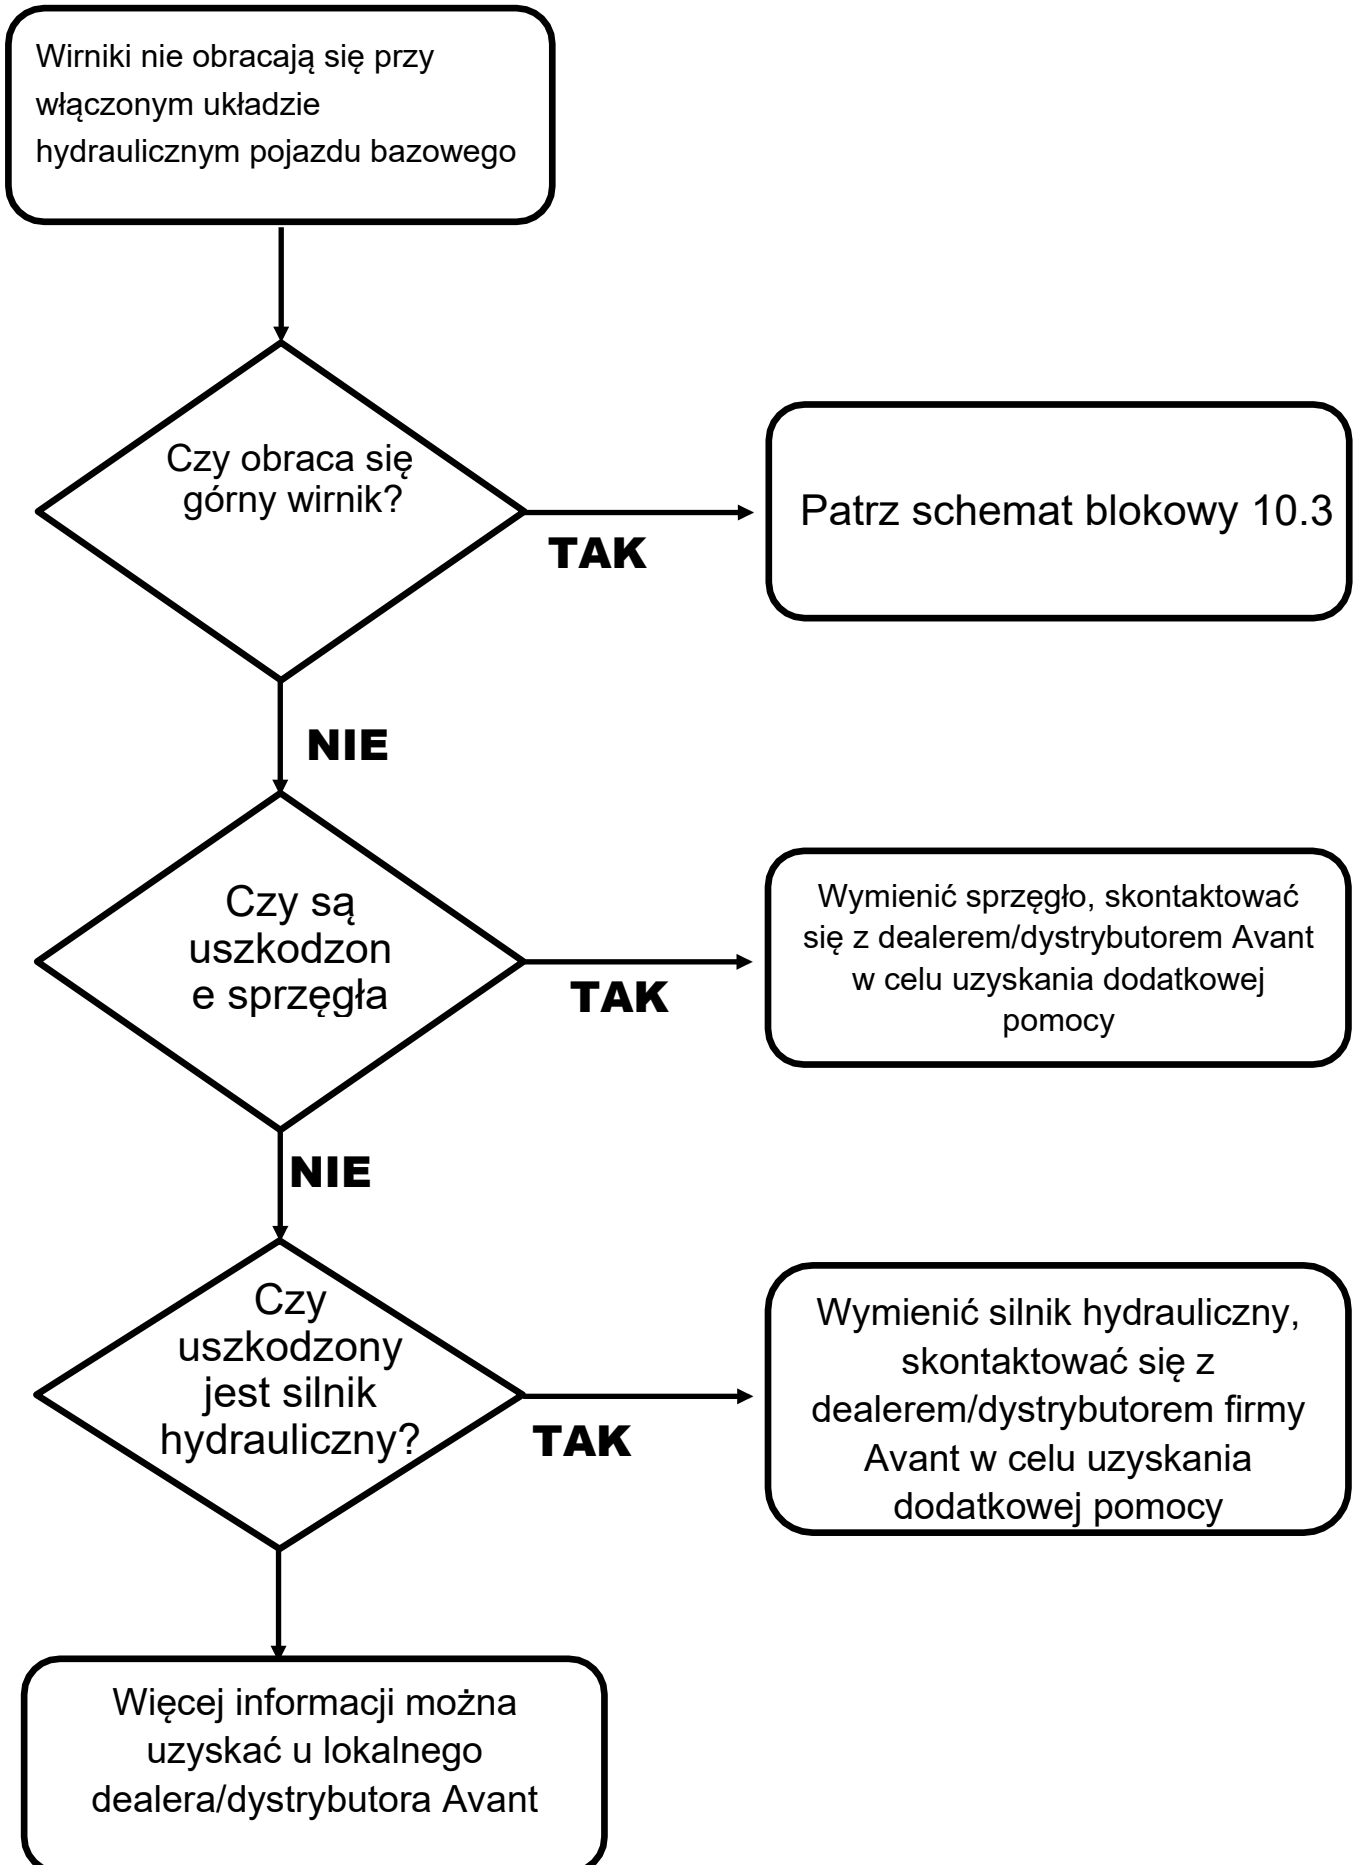 Wirniki nie obracają się przy
włączonym układzie
hydraulicznym pojazdu bazowego
Czy obraca się
górny wirnik?
TAK
Patrz schemat blokowy 10.3
NIE
Czy są
uszkodzon
e sprzęgła
TAK
Wymienić sprzęgło, skontaktować
się z dealerem/dystrybutorem Avant
w celu uzyskania dodatkowej
pomocy
NIE
Czy
uszkodzony
jest silnik
hydrauliczny?
TAK
Wymienić silnik hydrauliczny,
skontaktować się z
dealerem/dystrybutorem firmy
Avant w celu uzyskania
dodatkowej pomocy
Więcej informacji można
uzyskać u lokalnego
dealera/dystrybutora Avant